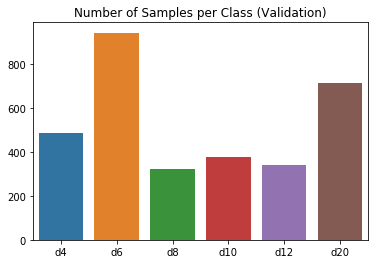 Number of Samples per Class (Validation)
800
600
400
200
0
d4 d6 d8 d10 d12 d20